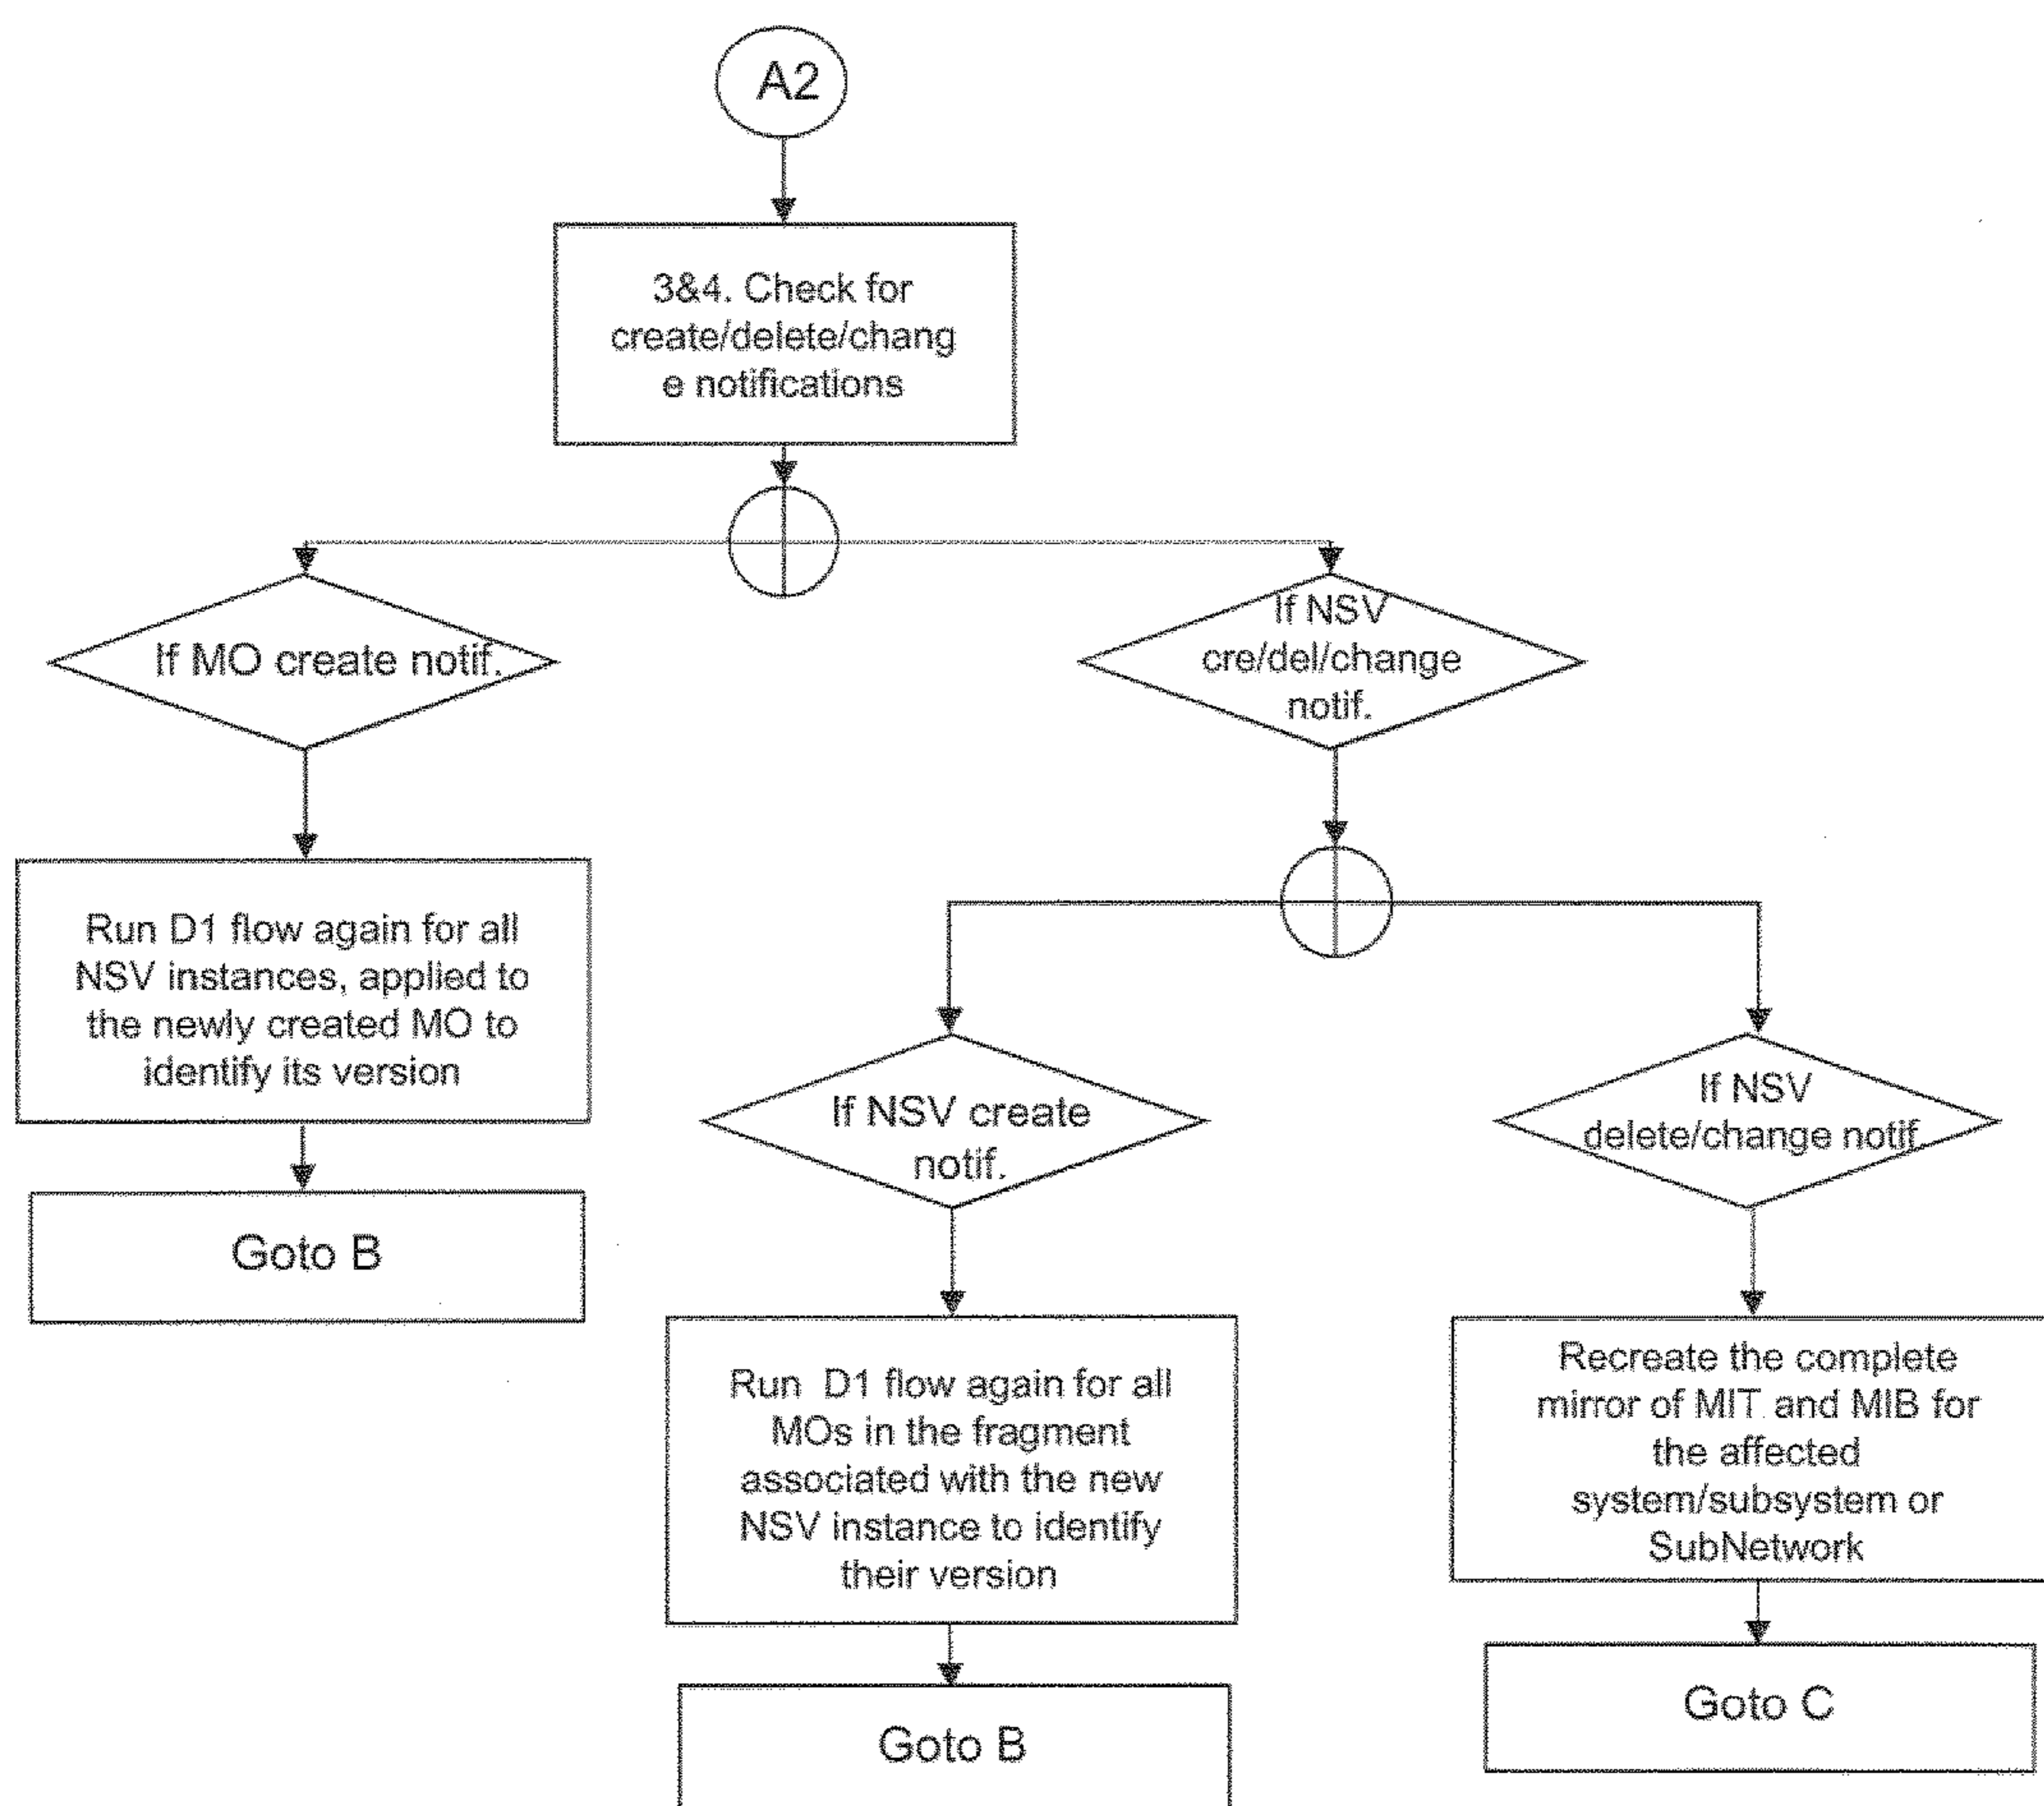 A2
3&4. Check for
create/delete/chang
e notifications
If MO create notif.
If NSV
cre/del/change
notif.
Run D1 flow again for all
NSV instances, applied to
the newly created MO to
identify its version
Goto B
If NSV create
notif.
If NSV
delete/change notif.
Run D1 flow again for all
MOs in the fragment
associated with the new
NSV instance to identify
their version
Goto B
Recreate the complete
mirror of MIT and MIB for
the affected
system/subsystem or
SubNetwork
Goto C